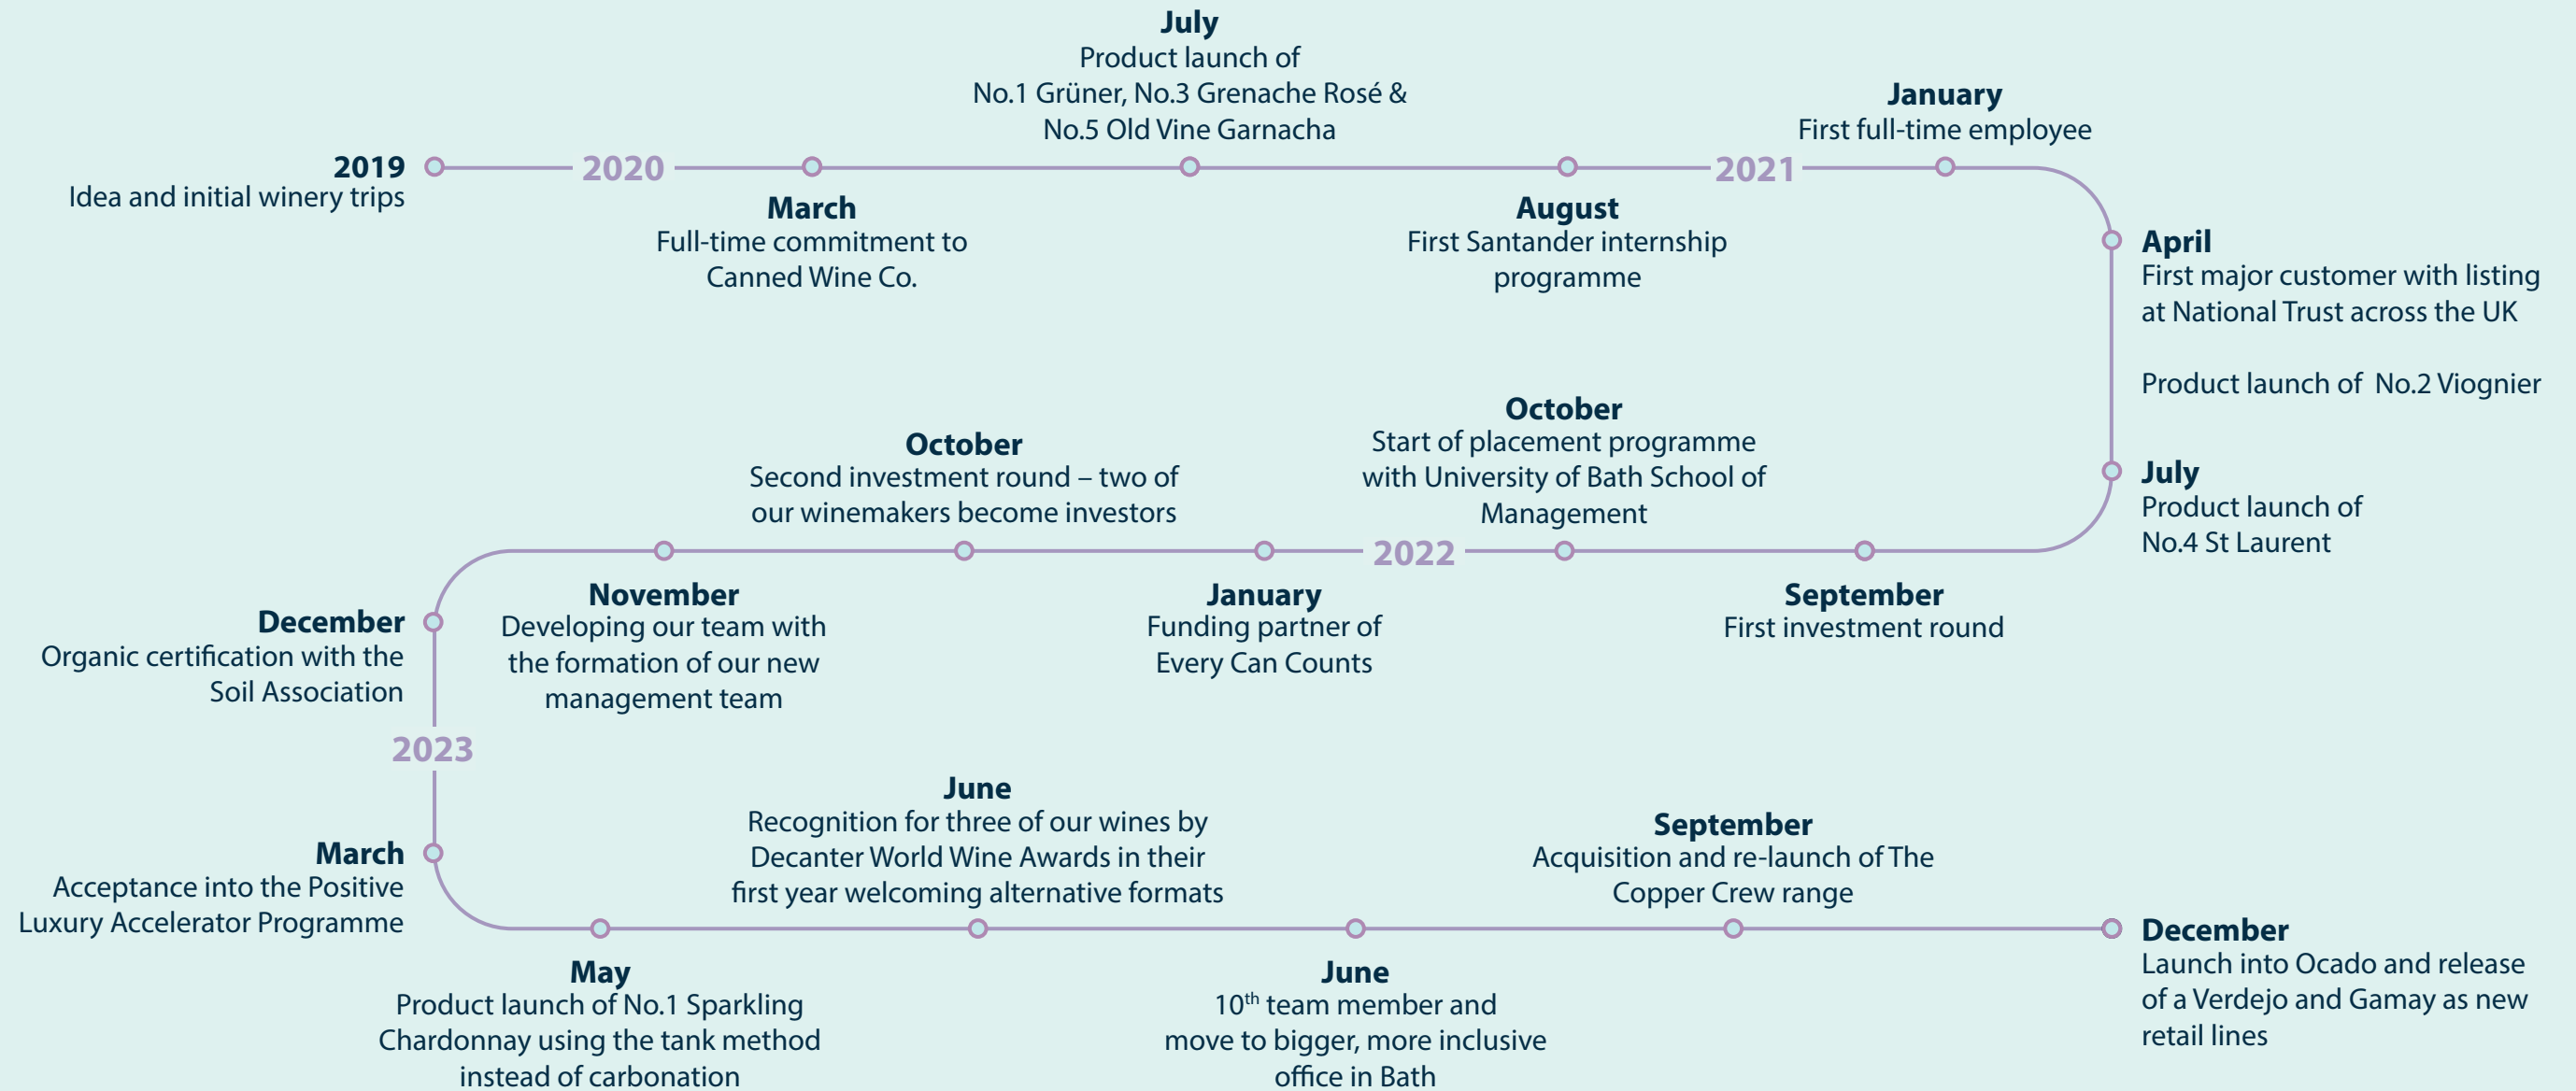 2019
Idea and initial winery trips
2020
March
Full-time commitment to
Canned Wine Co.
July
Product launch of
No.1 Grüner, No.3 Grenache Rosé &
No.5 Old Vine Garnacha
August
First Santander internship
programme
2021
January
First full-time employee
April
First major customer with listing
at National Trust across the UK
Product launch of No.2 Viognier
July
Product launch of
No.4 St Laurent
September
First investment round
October
Start of placement programme
with University of Bath School of
Management
2022
January
Funding partner of
Every Can Counts
October
Second investment round – two of
our winemakers become investors
November
Developing our team with
the formation of our new
management team
December
Organic certification with the
Soil Association
2023
March
Acceptance into the Positive
Luxury Accelerator Programme
May
Product launch of No.1 Sparkling
Chardonnay using the tank method
instead of carbonation
June
Recognition for three of our wines by
Decanter World Wine Awards in their
first year welcoming alternative formats
June
10th team member and
move to bigger, more inclusive
office in Bath
September
Acquisition and re-launch of The
Copper Crew range
December
Launch into Ocado and release
of a Verdejo and Gamay as new
retail lines